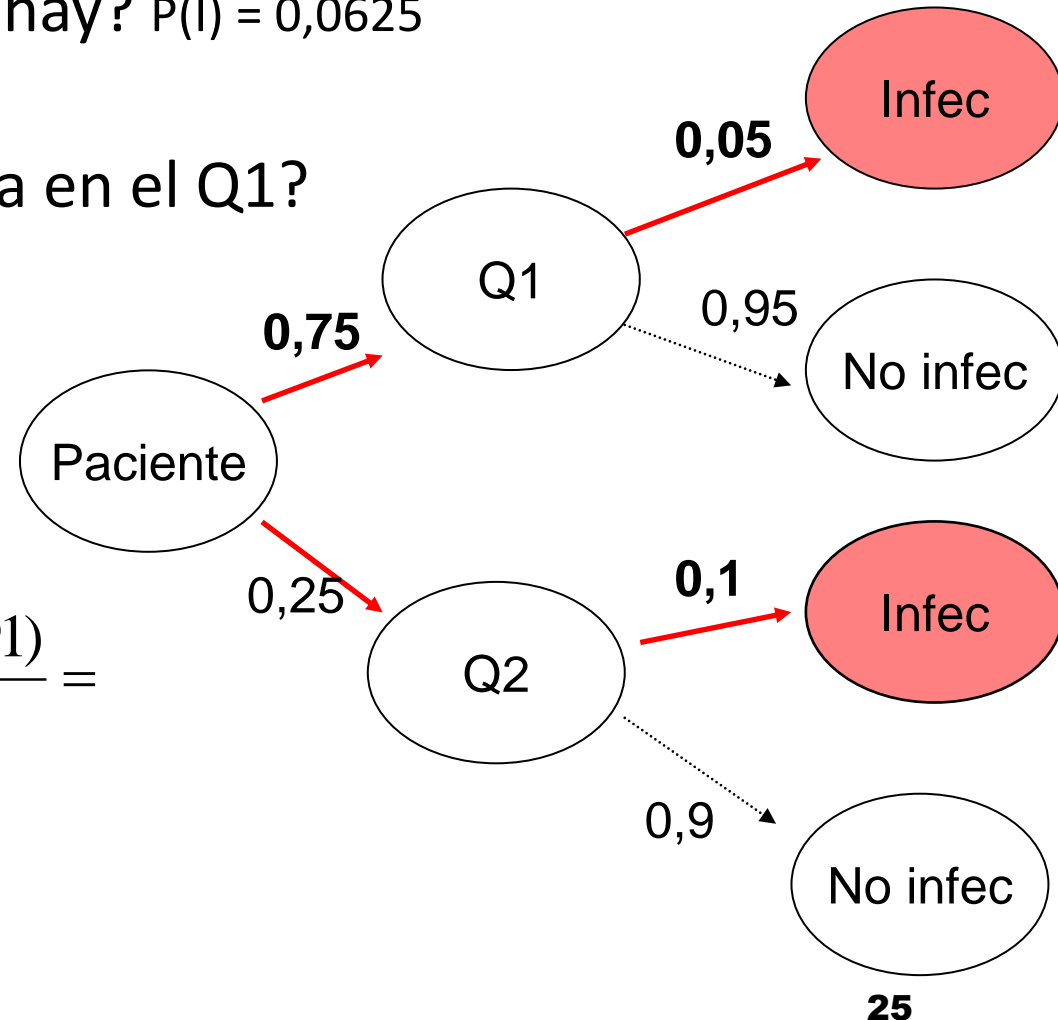 hay? P(I) = 0,0625
Infec
0,05
a en el Q1?
Q1
0,95
0,75
No infec
Paciente
0,1
0,25
Infec
1)
=
Q2
0,9
No infec
25